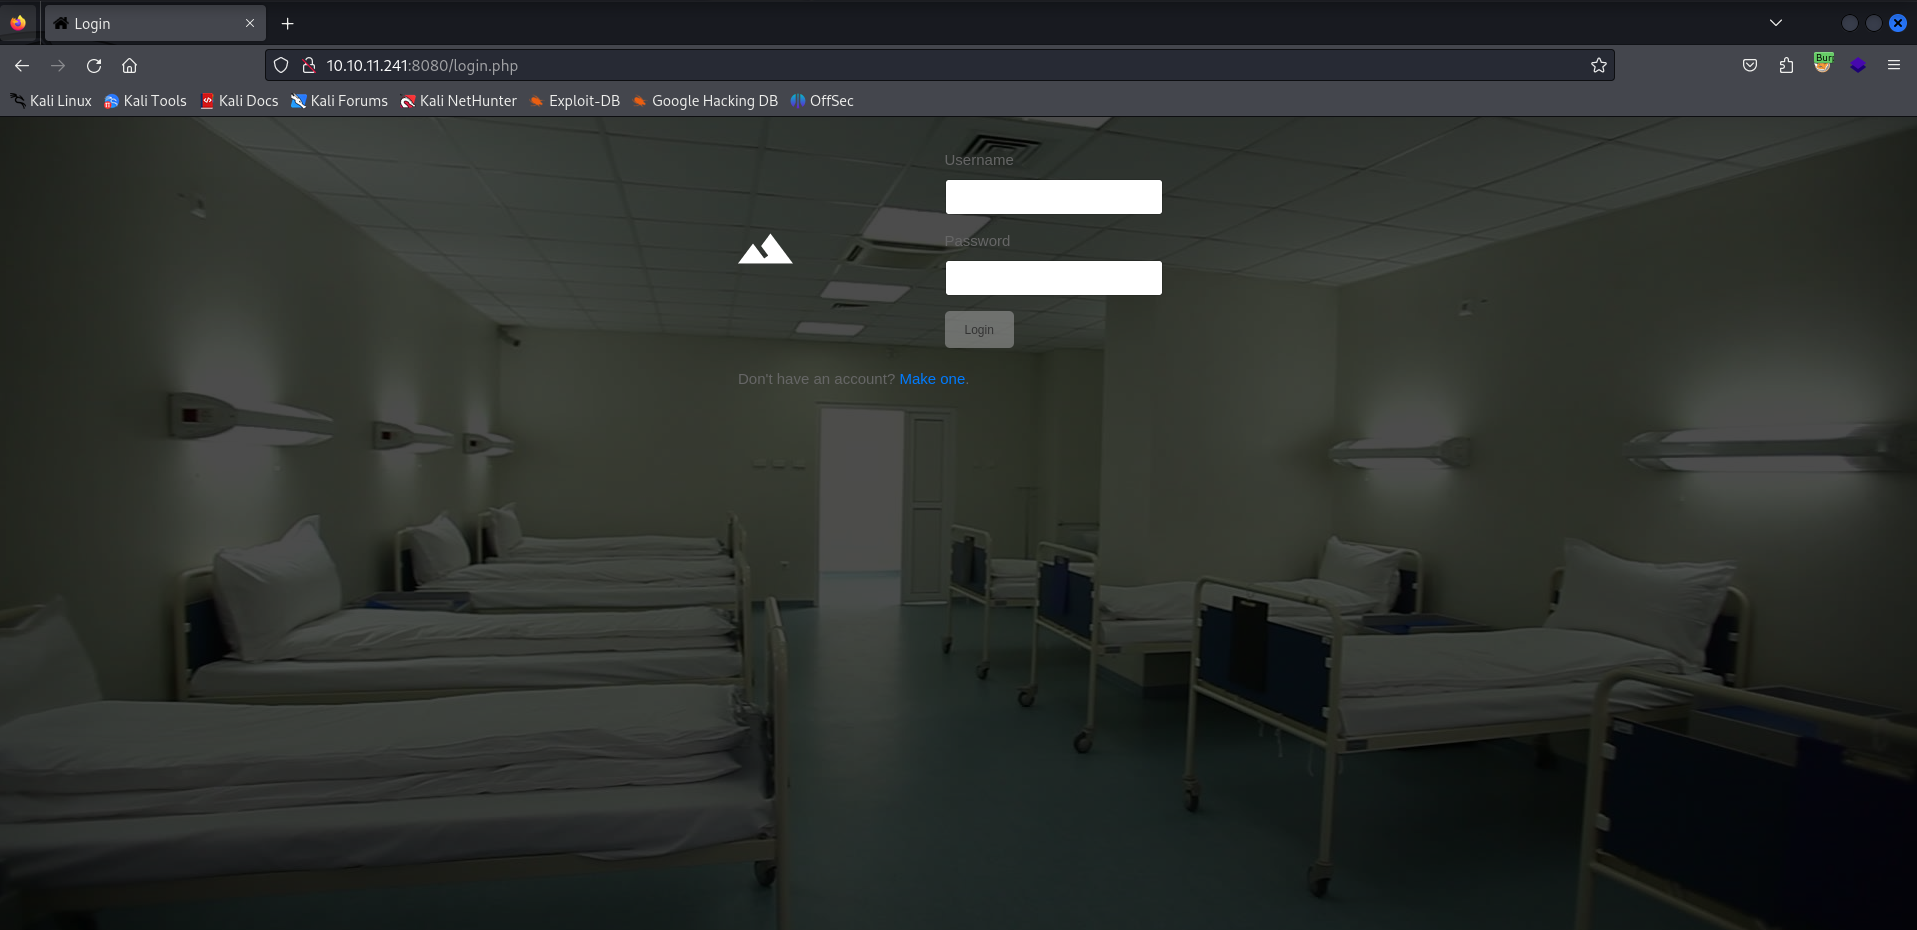 Login
10.10.11.241:8080/login.php
Bur
Kali Linux Kali Tools Kali Docs Kali Forums Kali NetHunter Exploit-DB Google Hacking DB OffSec
Username
Password
Login
Don't have an account? Make one.